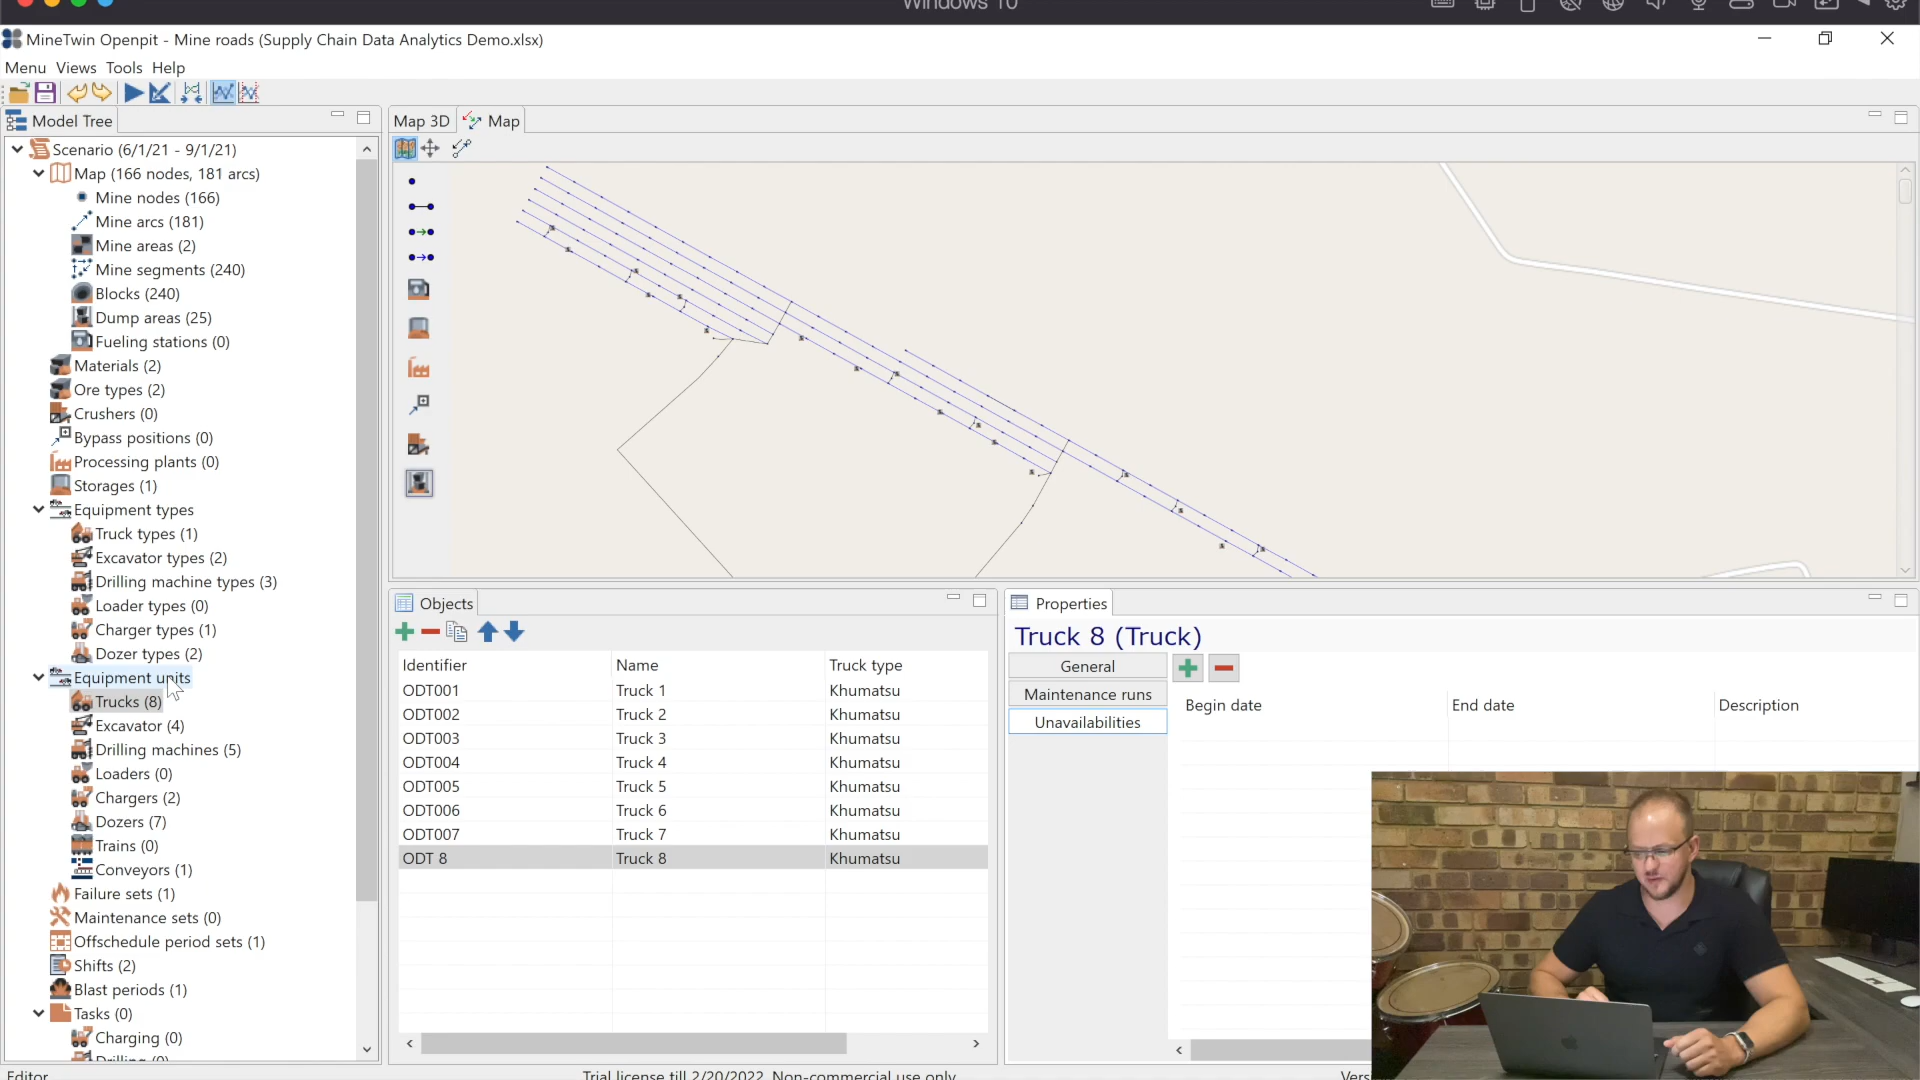 Windows 10
MineTwin Openpit - Mine roads (Supply Chain Data Analytics Demo.xlsx)
Menu Views Tools Help
Model Tree
Scenario (6/1/21 - 9/1/21)
Map (166 nodes, 181 arcs)
Mine nodes (166)
Mine arcs (181)
Mine areas (2)
Mine segments (240)
Blocks (240)
Dump areas (25)
Fueling stations (0)
Materials (2)
Ore types (2)
Crushers (0)
Bypass positions (0)
Processing plants (0)
Storages (1)
Equipment types
Truck types (1)
Excavator types (2)
Drilling machine types (3)
Loader types (0)
Charger types (1)
Dozer types (2)
Equipment units
Trucks (8)
Excavator (4)
Drilling machines (5)
Loaders (0)
Chargers (2)
Dozers (7)
Trains (0)
Conveyors (1)
Failure sets (1)
Maintenance sets (0)
Offschedule period sets (1)
Shifts (2)
Blast periods (1)
Tasks (0)
Charging (0)
Drilling (0)
Map 3D Map
Objects
Identifier Name Truck type
ODT001 Truck 1 Khumatsu
ODT002 Truck 2 Khumatsu
ODT003 Truck 3 Khumatsu
ODT004 Truck 4 Khumatsu
ODT005 Truck 5 Khumatsu
ODT006 Truck 6 Khumatsu
ODT007 Truck 7 Khumatsu
ODT 8 Truck 8 Khumatsu
Properties
Truck 8 (Truck)
General
Maintenance runs
Unavailabilities
Begin date End date Description
Editor
Trial license till 2/20/2022. Non-commercial use only
Vers